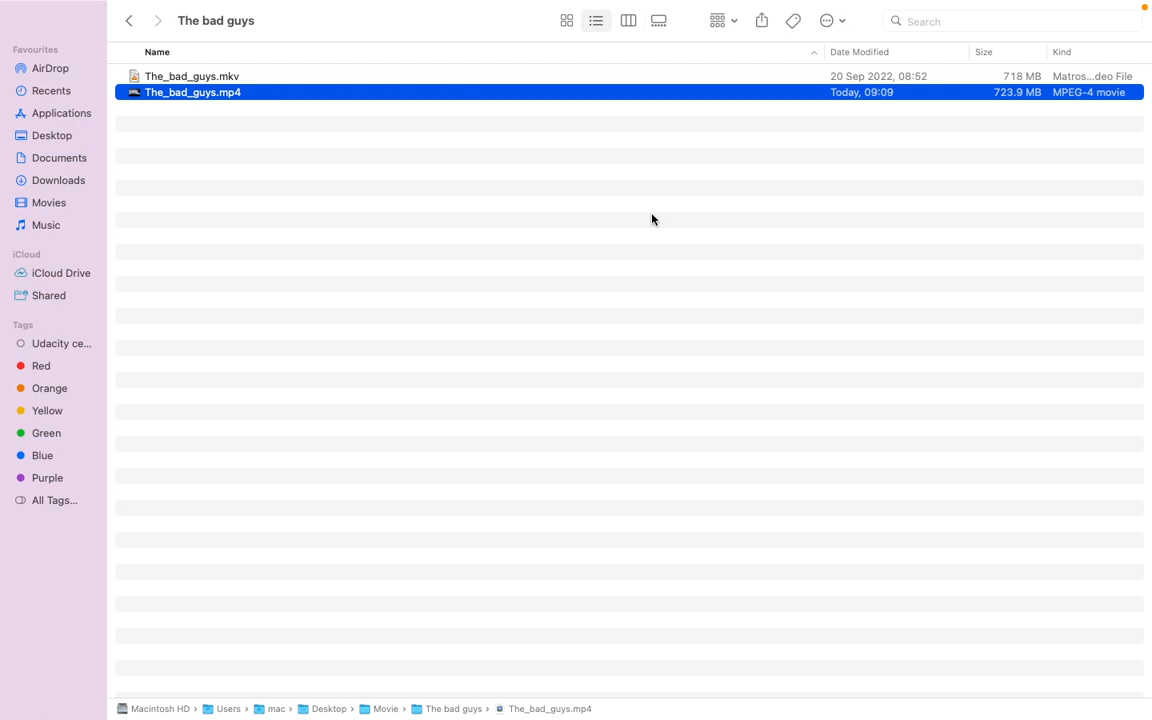 The bad guys
Search
Favourites
AirDrop
Recents
Applications
Desktop
Documents
Downloads
Movies
Music
iCloud
iCloud Drive
Shared
Tags
Udacity ce...
Red
Orange
Yellow
Green
Blue
Purple
All Tags...
Name Date Modified Size Kind
The_bad_guys.mkv 20 Sep 2022, 08:52 718 MB Matros...deo File
The_bad_guys.mp4 Today, 09:09 723.9 MB MPEG-4 movie
Macintosh HD › Users › mac › Desktop › Movie › The bad guys › The_bad_guys.mp4